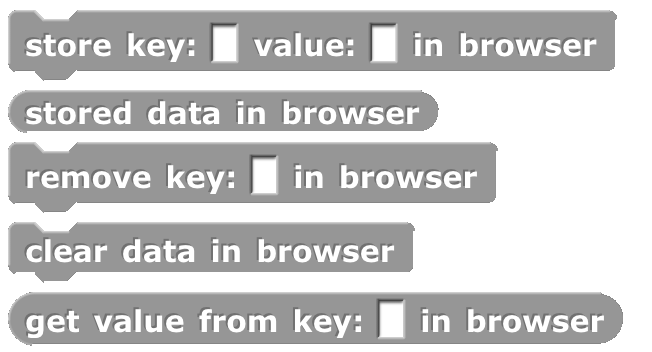 store key: value: in browser
stored data in browser
remove key: in browser
clear data in browser
get value from key: in browser